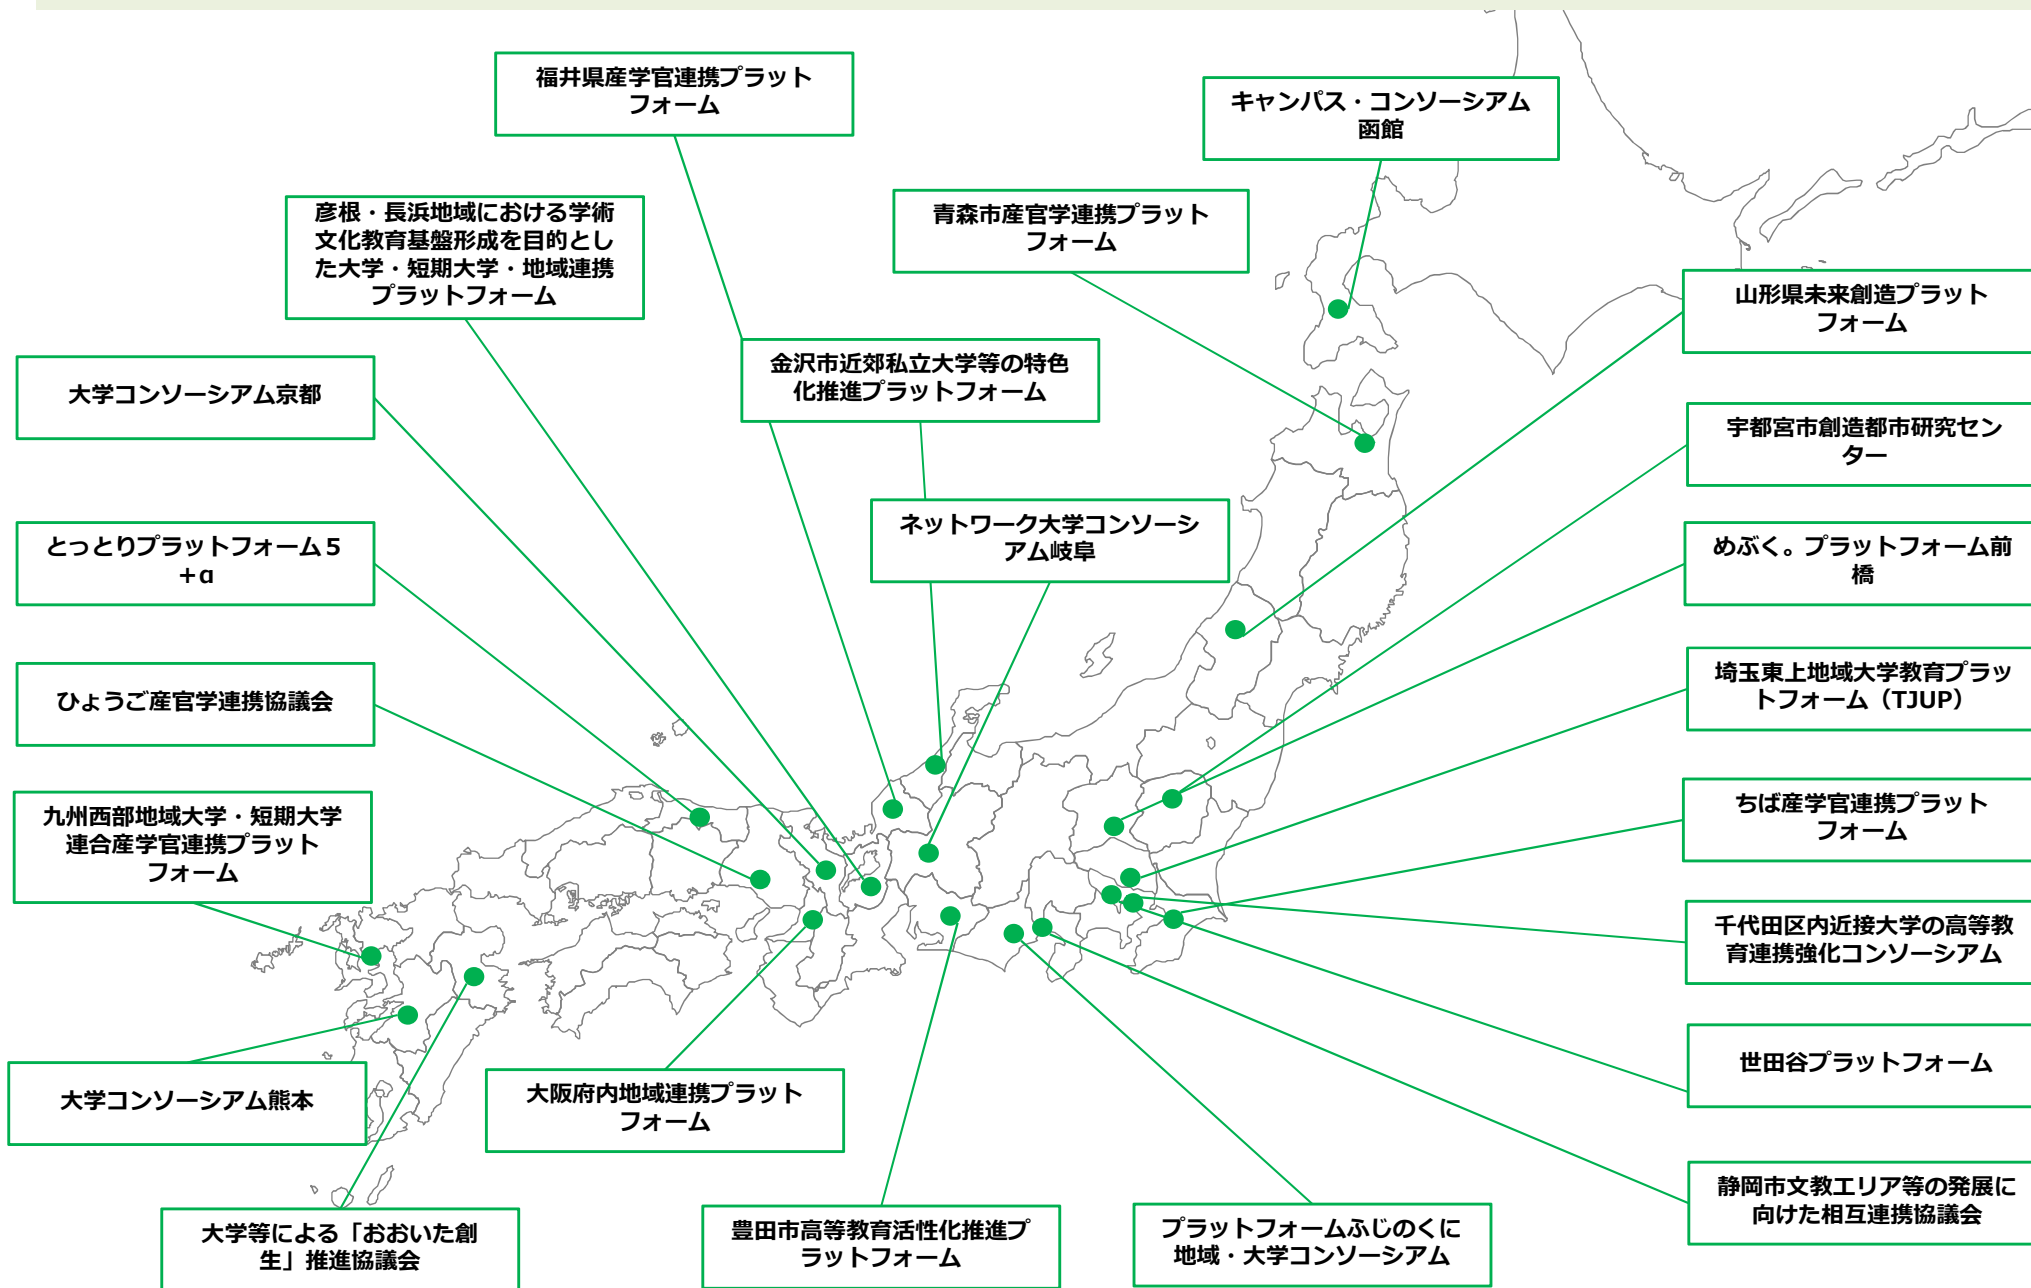 福井県産学官連携プラット
フォーム
キャンパス・コンソーシアム
函館
彦根・長浜地域における学術
文化教育基盤形成を目的とし
た大学・短期大学・地域連携
プラットフォーム
青森市産官学連携プラット
フォーム
山形県未来創造プラット
フォーム
金沢市近郊私立大学等の特色
化推進プラットフォーム
大学コンソーシアム京都
宇都宮市創造都市研究セン
ター
ネットワーク大学コンソーシ
アム岐阜
とっとりプラットフォーム５
＋α
めぶく。プラットフォーム前
橋
ひょうご産官学連携協議会
埼玉東上地域大学教育プラッ
トフォーム（TJUP）
九州西部地域大学・短期大学
連合産学官連携プラット
フォーム
ちば産学官連携プラット
フォーム
千代田区内近接大学の高等教
育連携強化コンソーシアム
大学コンソーシアム熊本
大阪府内地域連携プラット
フォーム
世田谷プラットフォーム
大学等による「おおいた創
生」推進協議会
豊田市高等教育活性化推進プ
ラットフォーム
プラットフォームふじのくに
地域・大学コンソーシアム
静岡市文教エリア等の発展に
向けた相互連携協議会